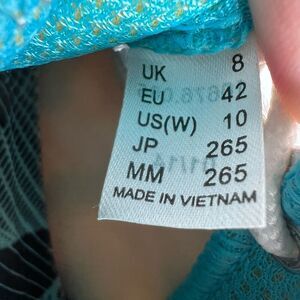 UK 8
EU 42
US(W) 10
JP 265
MM 265
MADE IN VIETNAM